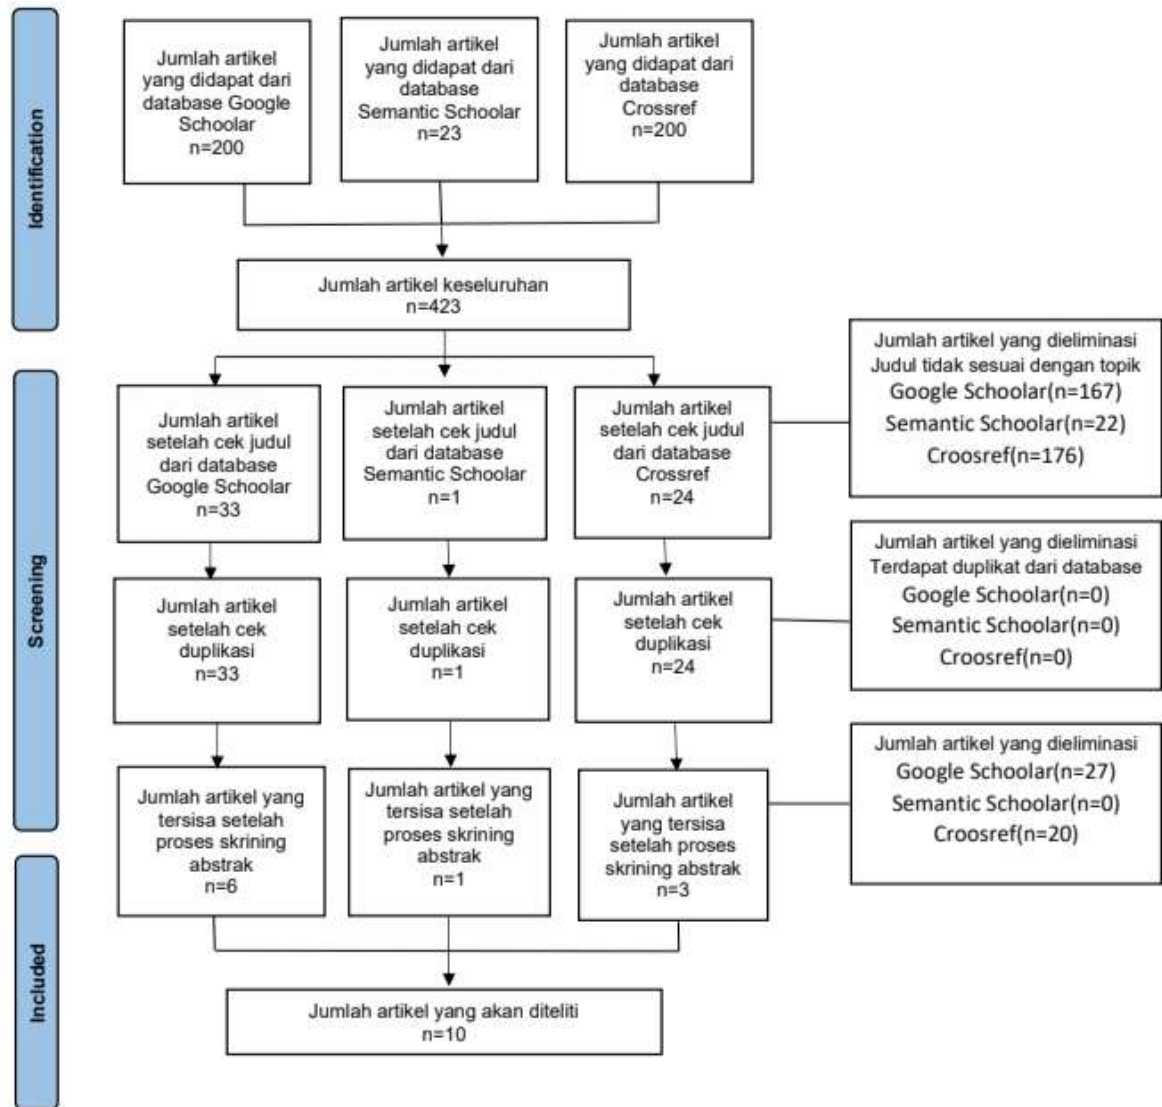 Identification
Jumlah artikel
yang didapat dari
database Google
Schoolar
n=200
Jumlah artikel
yang didapat dari
database
Semantic Schoolar
n=23
Jumlah artikel
yang didapat dari
database
Crossref
n=200
Jumlah artikel keseluruhan
n=423
Screening
Jumlah artikel
setelah cek judul
dari database
Google Schoolar
n=33
Jumlah artikel
setelah cek judul
dari database
Semantic Schoolar
n=1
Jumlah artikel
setelah cek judul
dari database
Crossref
n=24
Jumlah artikel yang dieliminasi
Judul tidak sesuai dengan topik
Google Schoolar(n=167)
Semantic Schoolar(n=22)
Croosref(n=176)
Jumlah artikel
setelah cek
duplikasi
n=33
Jumlah artikel
setelah cek
duplikasi
n=1
Jumlah artikel
setelah cek
duplikasi
n=24
Jumlah artikel yang dieliminasi
Terdapat duplikat dari database
Google Schoolar(n=0)
Semantic Schoolar(n=0)
Croosref(n=0)
Jumlah artikel yang
tersisa setelah
proses skrining
abstrak
n=6
Jumlah artikel yang
tersisa setelah
proses skrining
abstrak
n=1
Jumlah artikel
yang tersisa
setelah proses
skrining abstrak
n=3
Jumlah artikel yang dieliminasi
Google Schoolar(n=27)
Semantic Schoolar(n=0)
Croosref(n=20)
Included
Jumlah artikel yang akan diteliti
n=10